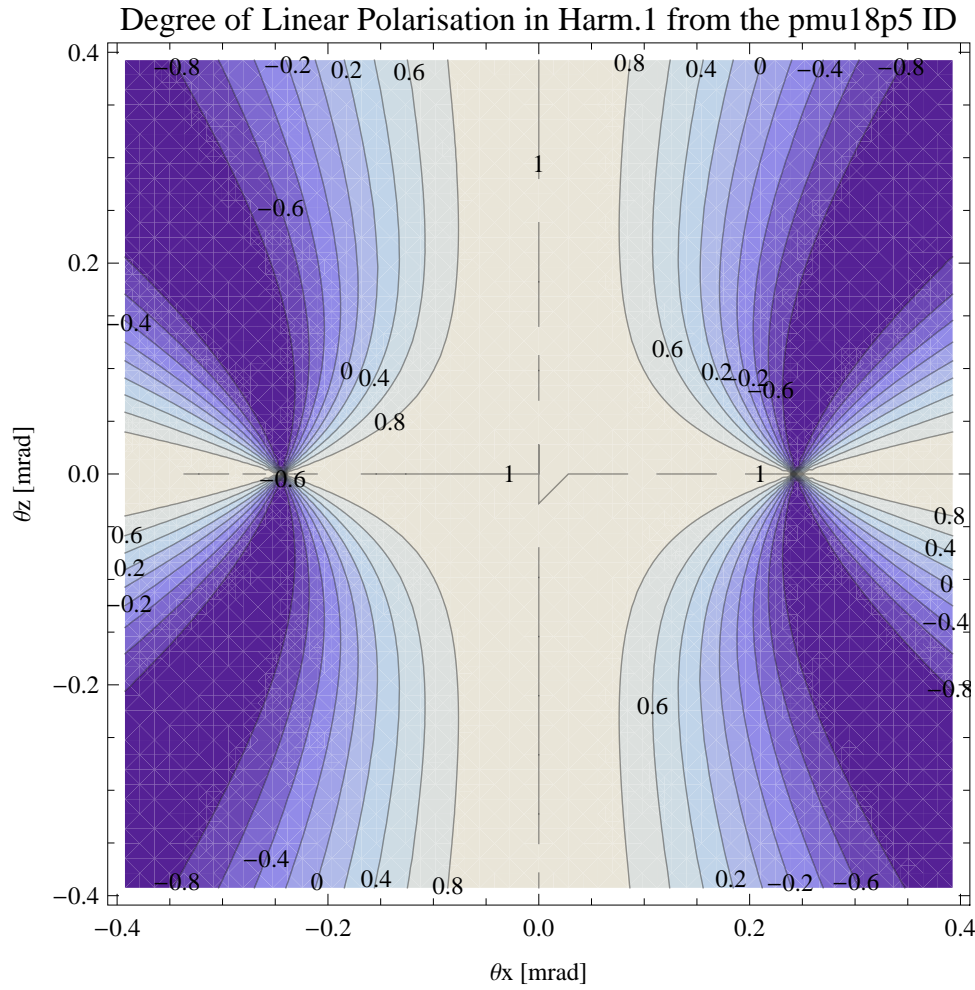 Degree of Linear Polarisation in Harm.1 from the pmu18p5 ID
0.4
−0.8 −0.2 0.2 0.6 0.8 0.4 0 −0.4 −0.8
1
−0.6
0.2
−0.4
0.6
0 0.4 0.2 −0.2
−0.6
0.8
0.0
−0.6 1 1
θz [mrad]
0.8
0.6 0.4
0.2 0
−0.2
−0.4
−0.2 −0.8
0.6
−0.4
−0.8 0 0.4 0.8 0.2 −0.2 −0.6
−0.4
−0.4 −0.2 0.0 0.2 0.4
θx [mrad]